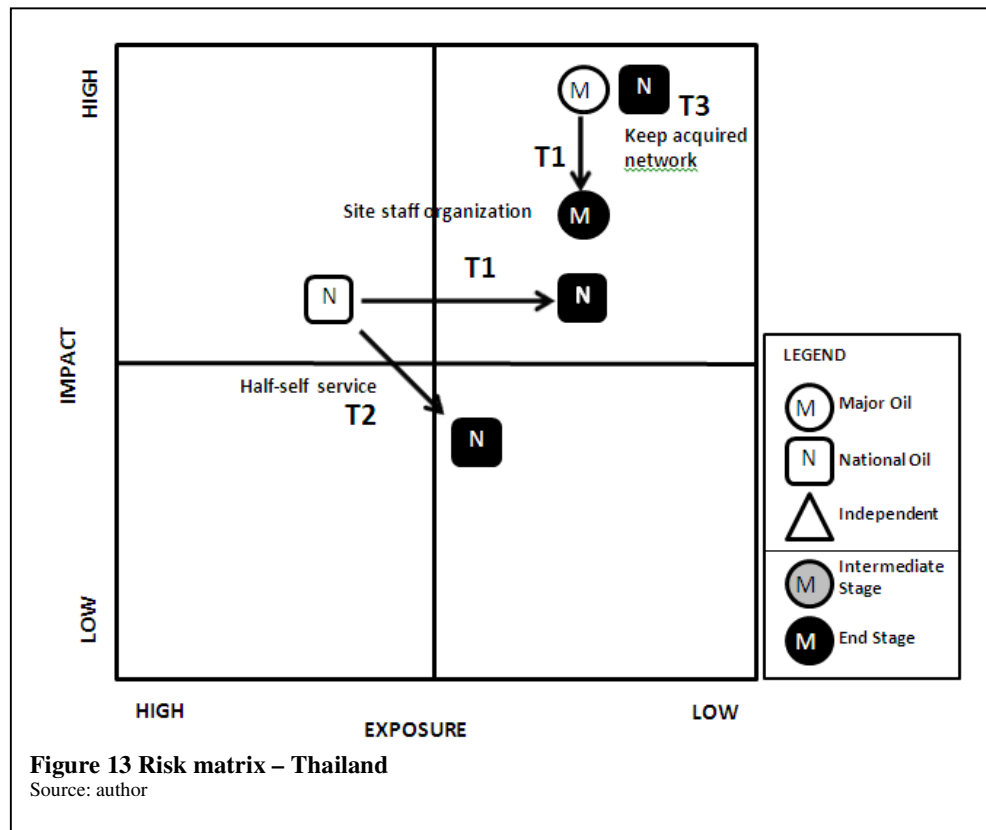 HIGH
M
N
T3
Keep acquired
network
T1
Site staff organization
M
T1
N
N
IMPACT
Half-self service
T2
N
LOW
LEGEND
M Major Oil
N National Oil
Independent
M Intermediate
Stage
M End Stage
HIGH
LOW
EXPOSURE
Figure 13 Risk matrix – Thailand
Source: author